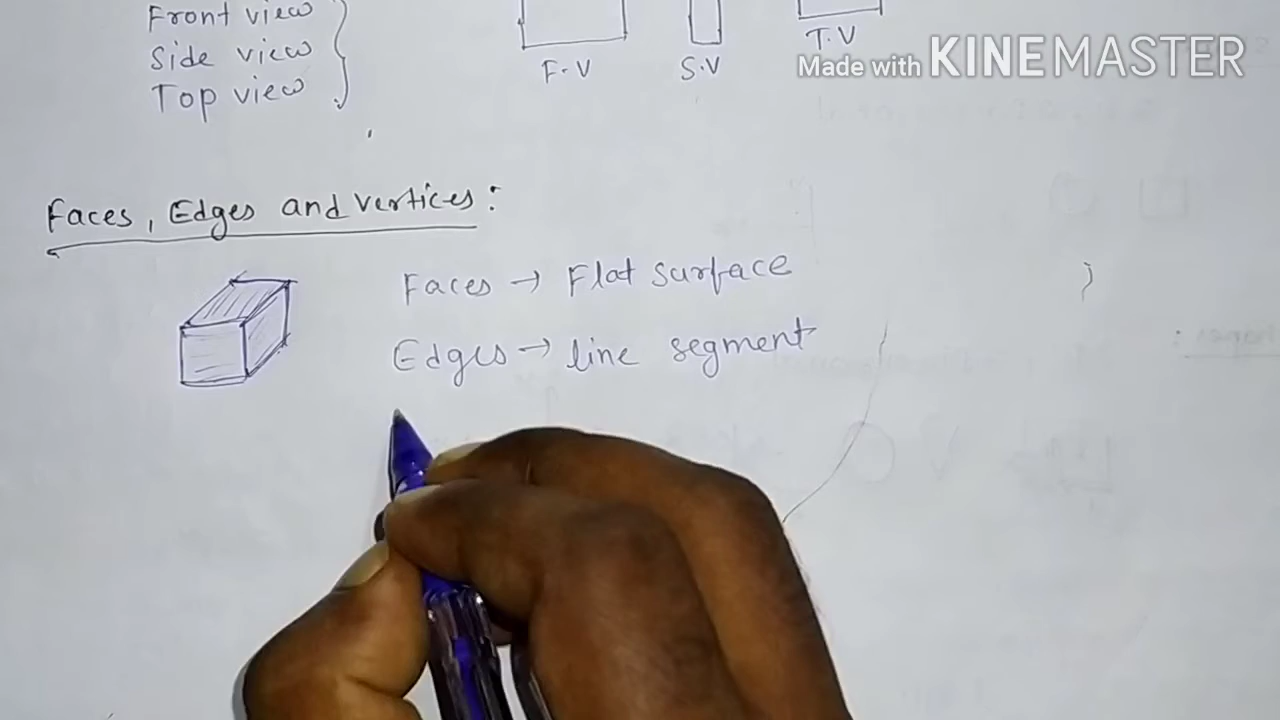 Front view
Side view
Top view
F.V
S.V
T.V
Made with KINEMASTER
Faces, Edges and vertices:
Faces → Flat surface
Edges → line segment